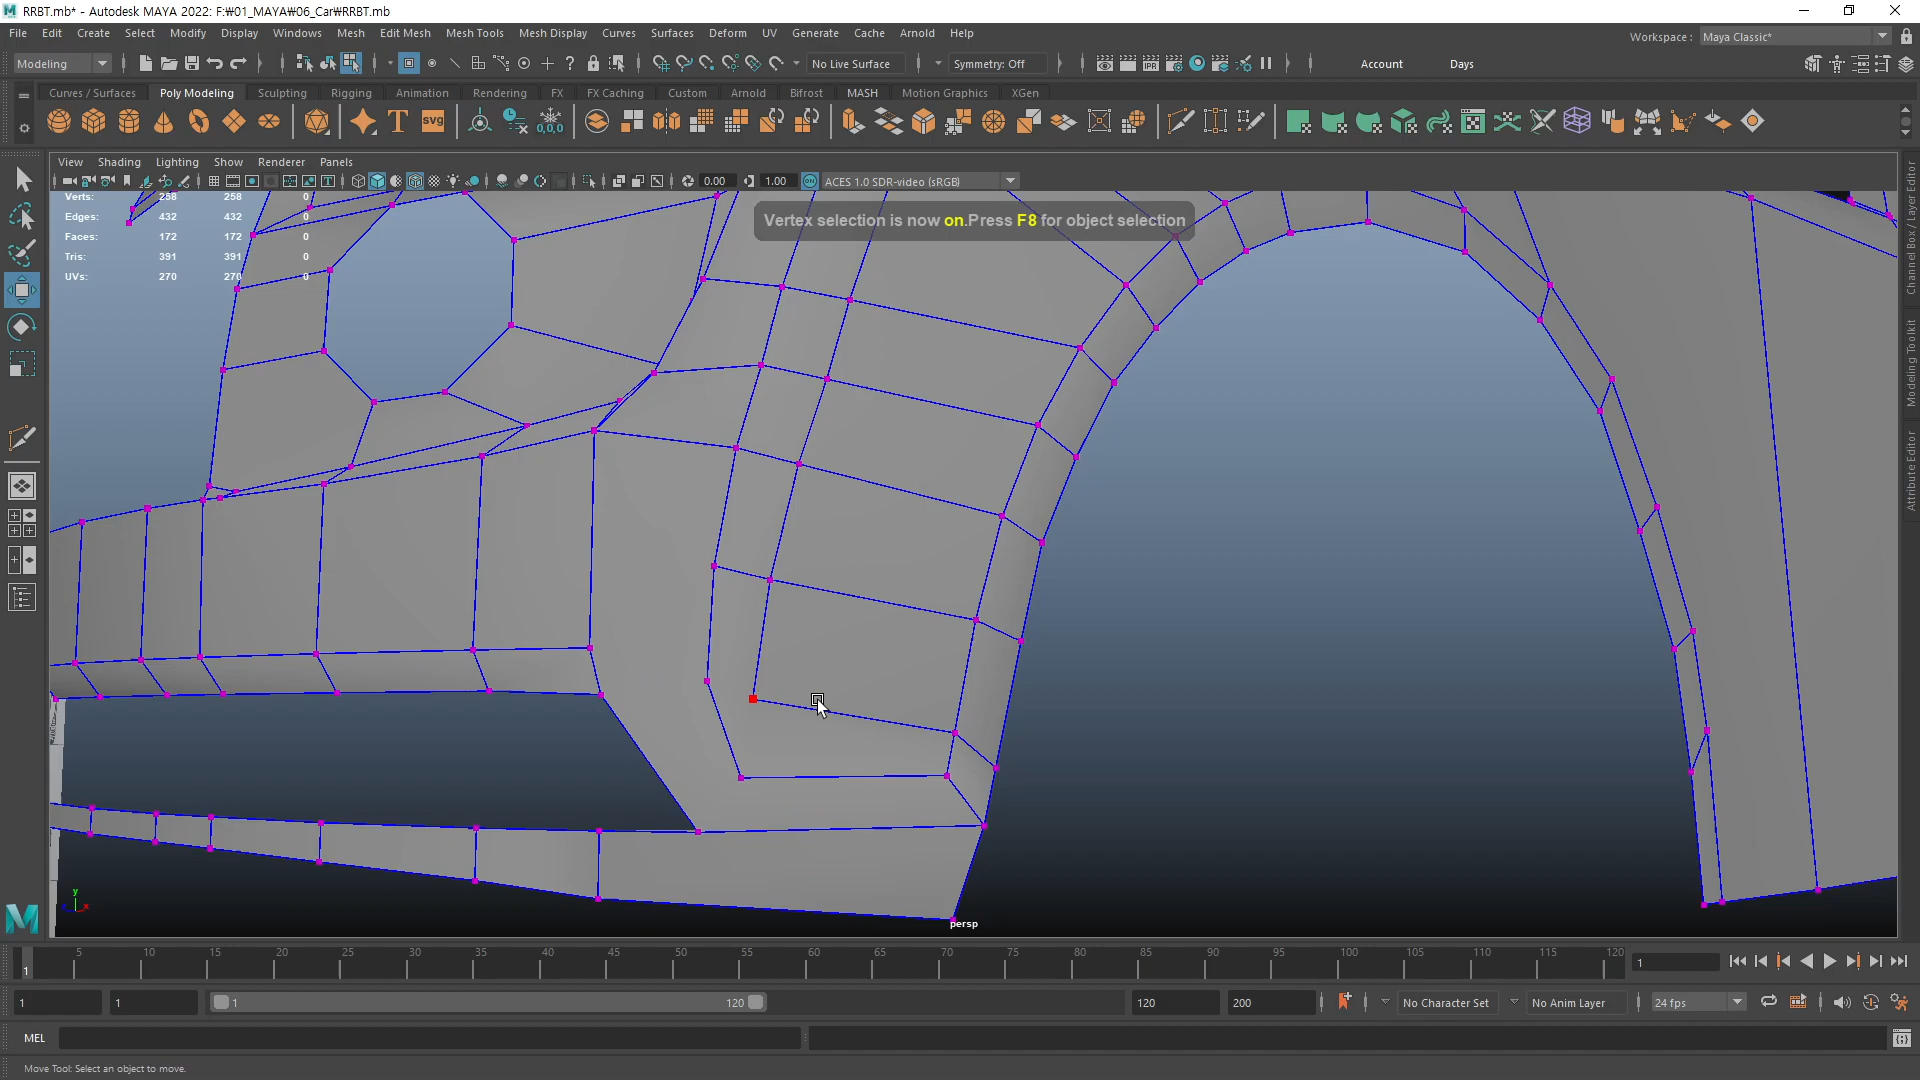 RRBT.mb* - Autodesk MAYA 2022: F:₩01_MAYA₩06_Car₩RRBT.mb
File Edit Create Select Modify Display Windows Mesh Edit Mesh Mesh Tools Mesh Display Curves Surfaces Deform UV Generate Cache Arnold Help
Workspace : Maya Classic*
Modeling No Live Surface Symmetry: Off Account Days
Curves / Surfaces Poly Modeling Sculpting Rigging Animation Rendering FX FX Caching Custom Arnold Bifrost MASH Motion Graphics XGen
SVG 0,0,0
View Shading Lighting Show Renderer Panels
0.00 1.00 ACES 1.0 SDR-video (sRGB)
Verts: 258 258 0
Edges: 432 432 0
Faces: 172 172 0
Tris: 391 391 0
UVs: 270 270 0
Vertex selection is now on.Press F8 for object selection
Channel Box / Layer Editor
Modeling Toolkit
Attribute Editor
y
x
persp
5 10 15 20 25 30 35 40 45 50 55 60 65 70 75 80 85 90 95 100 105 110 115 120
1
1
1 1 1 120 120 200 No Character Set No Anim Layer 24 fps
MEL
Move Tool: Select an object to move.